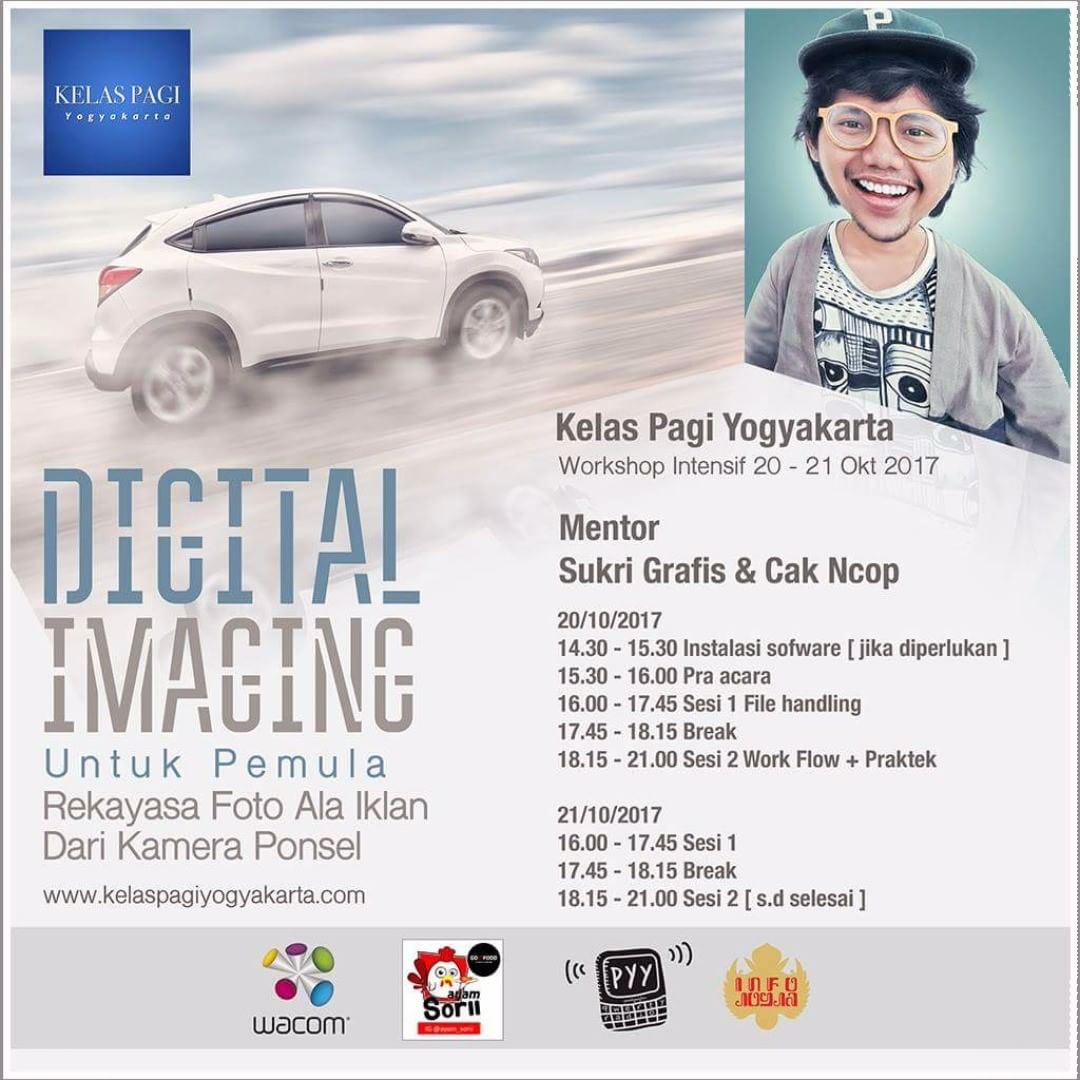 KELAS PAGI
Yogyakarta
P
Kelas Pagi Yogyakarta
Workshop Intensif 20 - 21 Okt 2017
Mentor
Sukri Grafis & Cak Ncop
20/10/2017
14.30 - 15.30 Instalasi sofware [ jika diperlukan ]
15.30 - 16.00 Pra acara
16.00 - 17.45 Sesi 1 File handling
17.45 - 18.15 Break
18.15 - 21.00 Sesi 2 Work Flow + Praktek
21/10/2017
16.00 - 17.45 Sesi 1
17.45 - 18.15 Break
18.15 - 21.00 Sesi 2 [ s.d selesai ]
DIGITAL
IMAGING
Untuk Pemula
Rekayasa Foto Ala Iklan
Dari Kamera Ponsel
www.kelaspagiyogyakarta.com
wacom
GO FOOD
ayam
Sorii
IG @ayam_sorii
PYY
INFO